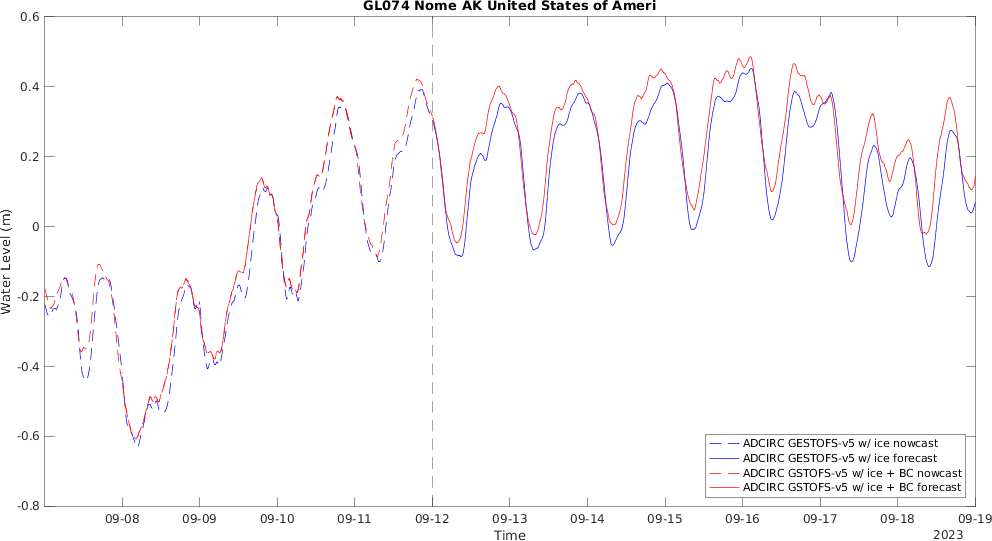 GL074 Nome AK United States of Ameri
0.6
0.4
0.2
0
-0.2
-0.4
-0.6
-0.8
Water Level (m)
ADCIRC GESTOFS-v5 w/ ice nowcast
ADCIRC GESTOFS-v5 w/ ice forecast
ADCIRC GSTOFS-v5 w/ ice + BC nowcast
ADCIRC GSTOFS-v5 w/ ice + BC forecast
09-08 09-09 09-10 09-11 09-12 09-13 09-14 09-15 09-16 09-17 09-18 09-19
Time
2023